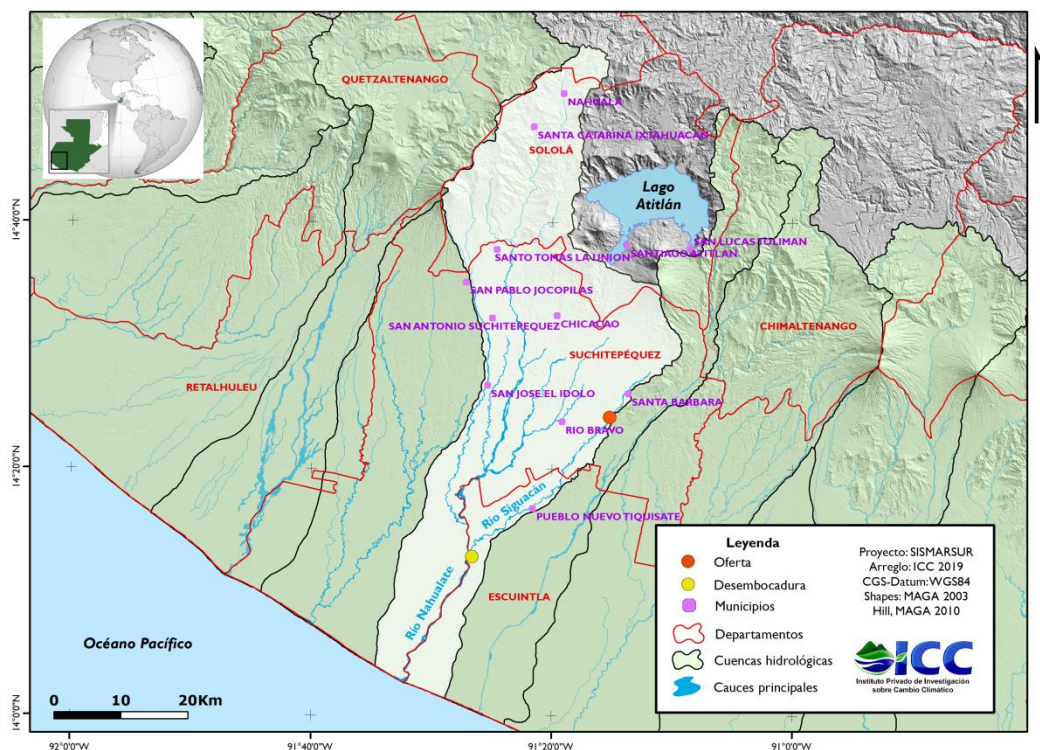 QUETZALTENANGO
NAHUALA
SANTA CATARINA IXTAHUACAN
SOLOLÁ
Lago
Atitlán
14°40'0"N
SAN LUCAS TOLIMAN
SANTIAGO ATITLAN
SANTO TOMAS LA UNION
SAN PABLO JOCOPILAS
SAN ANTONIO SUCHITEPEQUEZ
CHICACAO
CHIMALTENANGO
SUCHITEPÉQUEZ
RETALHULEU
SAN JOSE EL IDOLO
SANTA BARBARA
RIO BRAVO
14°20'0"N
Río Siguacán
PUEBLO NUEVO TIQUISATE
ESCUINTLA
Río Nahualate
Océano Pacífico
0 10 20Km
14°0'0"N
Leyenda
Oferta
Desembocadura
Municipios
Departamentos
Cuencas hidrológicas
Cauces principales
Proyecto: SISMARSUR
Arreglo: ICC 2019
CGS-Datum: WGS84
Shapes: MAGA 2003
Hill, MAGA 2010
ICC
Instituto Privado de Investigación
sobre Cambio Climático
92°0'0"W 91°40'0"W 91°20'0"W 91°0'0"W